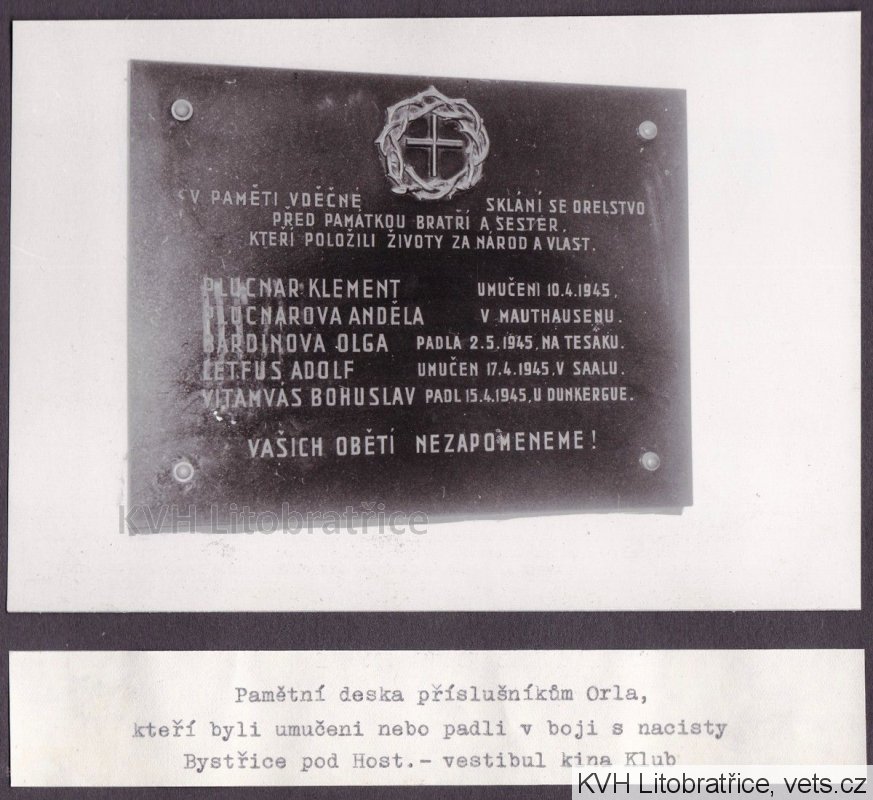 V PAMĚTI VDĚČNÉ SKLÁNÍ SE ORELSTVO
PŘED PAMÁTKOU BRATŘÍ A SESTER,
KTEŘÍ POLOŽILI ŽIVOTY ZA NÁROD A VLAST.
PLUCNAR KLEMENT UMUČENI 10.4.1945,
PLUCNAROVA ANDĚLA V MAUTHAUSENU.
BARDINOVA OLGA PADLA 2.5.1945, NA TESÁKU.
LETFUS ADOLF UMUČEN 17.4.1945, V SAALU.
VITAMVÁS BOHUSLAV PADL 15.4.1945, U DUNKERGUE.
VAŠICH OBĚTÍ NEZAPOMENEME!
KVH Litobratřice
Pamětní deska příslušníkům Orla,
kteří byli umučeni nebo padli v boji s nacisty
Bystřice pod Host.- vestibul kina Klub
KVH Litobratřice, vets.cz